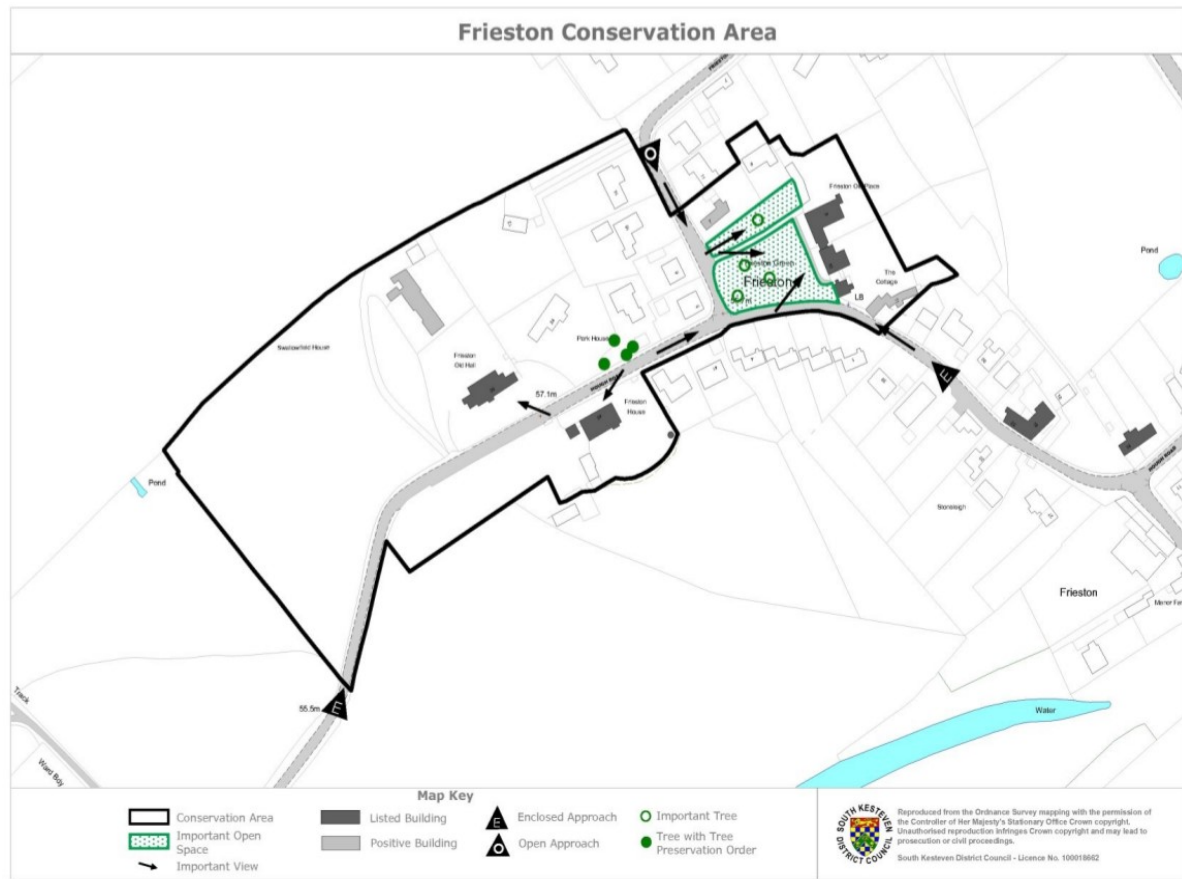 Frieston Conservation Area
Frieston Old Place
The
Cottage
LB
Pond
Frieston
Swallowfield House
Park House
Frieston
Old Hall
57.1m
Frieston
House
Pond
Stoneleigh
Frieston
Water
Track
Ward Bdy
55.5m
E
E
O
Map Key
Conservation Area
Important Open
Space
Important View
Listed Building
Positive Building
E
Enclosed Approach
O
Open Approach
Important Tree
Tree with Tree
Preservation Order
SOUTH KESTEVEN
DISTRICT COUNCIL
Reproduced from the Ordnance Survey mapping with the permission of
the Controller of Her Majesty's Stationary Office Crown copyright.
Unauthorised reproduction infringes Crown copyright and may lead to
prosecution or civil proceedings.
South Kesteven District Council - Licence No. 100018662